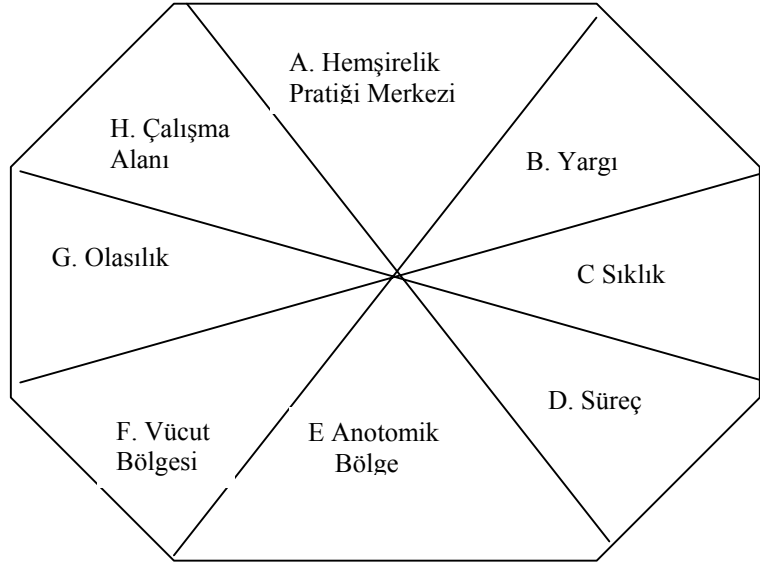 A. Hemşirelik
Pratiği Merkezi
B. Yargı
C Sıklık
D. Süreç
E Anotomik
Bölge
F. Vücut
Bölgesi
G. Olasılık
H. Çalışma
Alanı